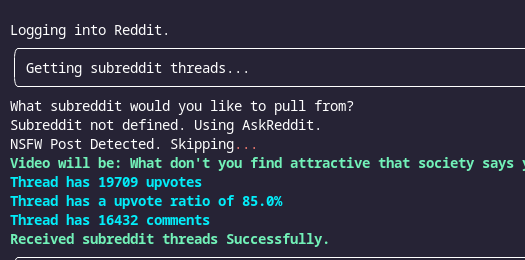 Logging into Reddit.
Getting subreddit threads...
What subreddit would you like to pull from?
Subreddit not defined. Using AskReddit.
NSFW Post Detected. Skipping...
Video will be: What don't you find attractive that society says
Thread has 19709 upvotes
Thread has a upvote ratio of 85.0%
Thread has 16432 comments
Received subreddit threads Successfully.